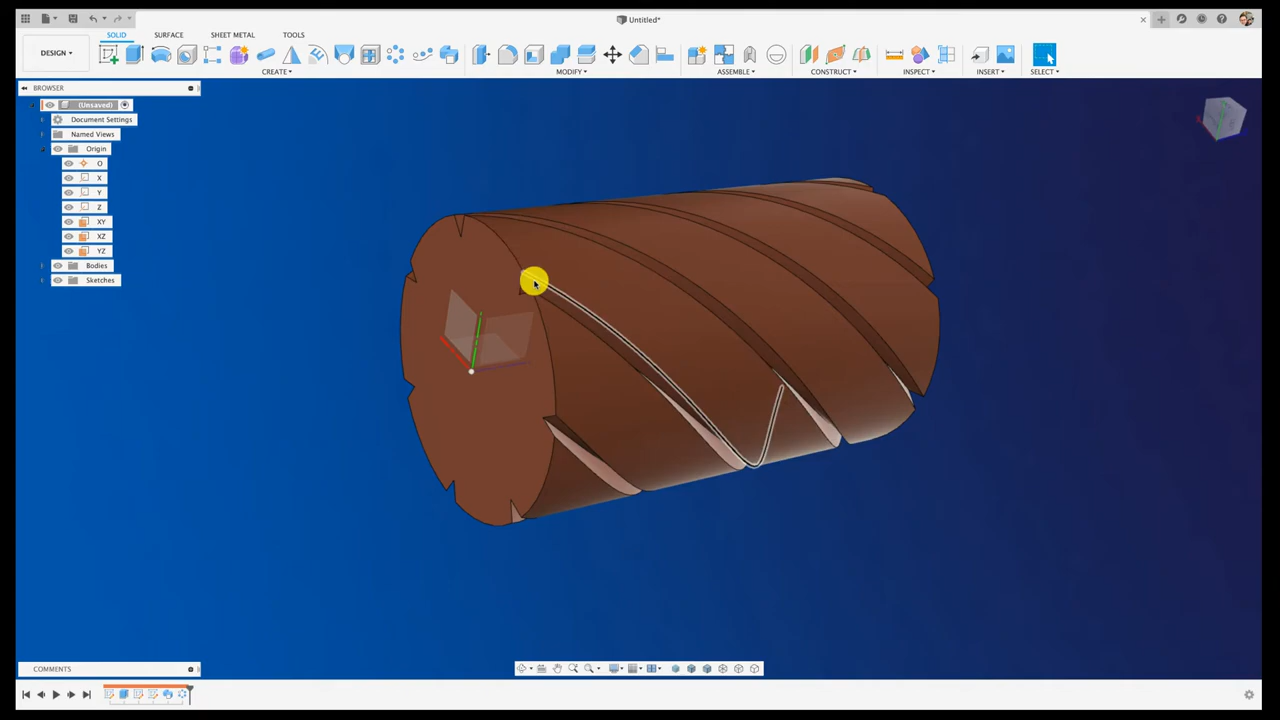 Untitled*
DESIGN
SOLID
SURFACE
SHEET METAL
TOOLS
CREATE
MODIFY
ASSEMBLE
CONSTRUCT
INSPECT
INSERT
SELECT
BROWSER
(Unsaved)
Document Settings
Named Views
Origin
O
X
Y
Z
XY
XZ
YZ
Bodies
Sketches
COMMENTS